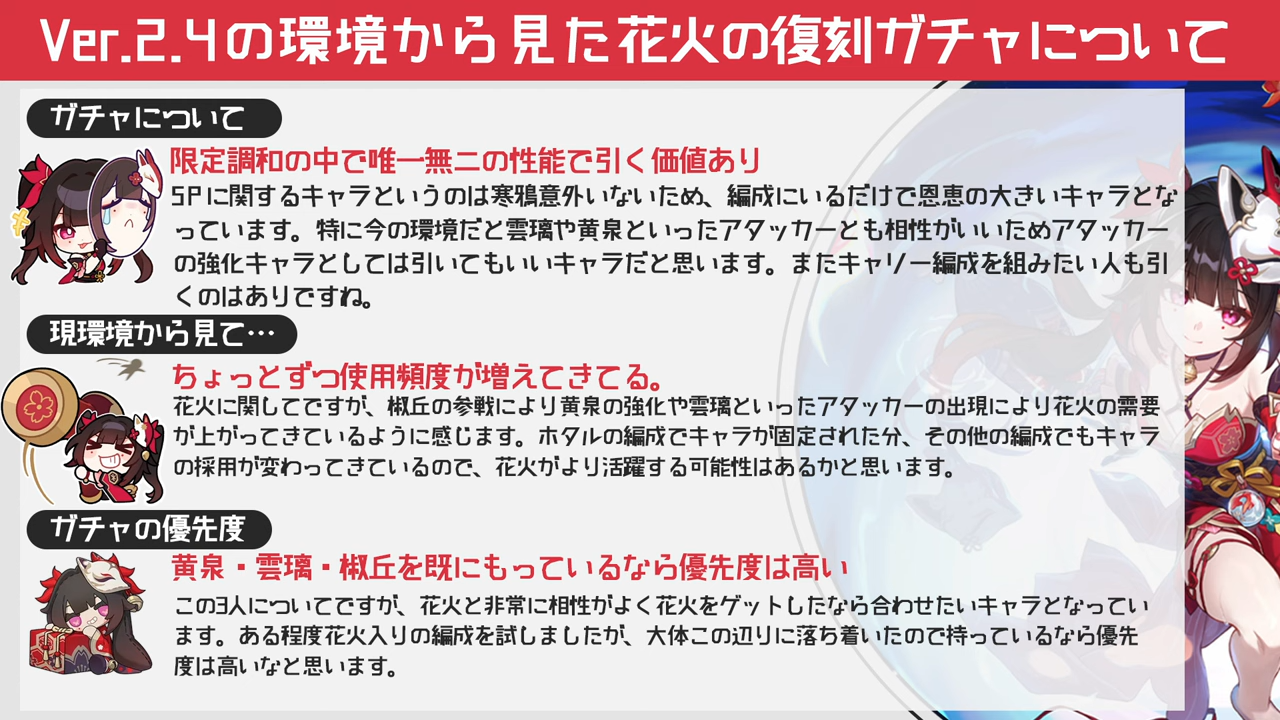 Ver.2.4の環境から見た花火の復刻ガチャについて
ガチャについて
限定調和の中で唯一無二の性能で引く価値あり
SPに関するキャラというのは寒鴉意外いないため、編成にいるだけで恩恵の大きいキャラとな
っています。特に今の環境だと雲璃や黄泉といったアタッカーとも相性がいいためアタッカー
の強化キャラとしては引いてもいいキャラだと思います。またキャリー編成を組みたい人も引
くのはありですね。
現環境から見て…
ちょっとずつ使用頻度が増えてきてる。
花火に関してですが、椒丘の参戦により黄泉の強化や雲璃といったアタッカーの出現により花火の需要
が上がってきているように感じます。ホタルの編成でキャラが固定された分、その他の編成でもキャラ
の採用が変わってきているので、花火がより活躍する可能性はあるかと思います。
ガチャの優先度
黄泉・雲璃・椒丘を既にもっているなら優先度は高い
この3人についてですが、花火と非常に相性がよく花火をゲットしたなら合わせたいキャラとなってい
ます。ある程度花火入りの編成を試しましたが、大体この辺りに落ち着いたので持っているなら優先
度は高いなと思います。